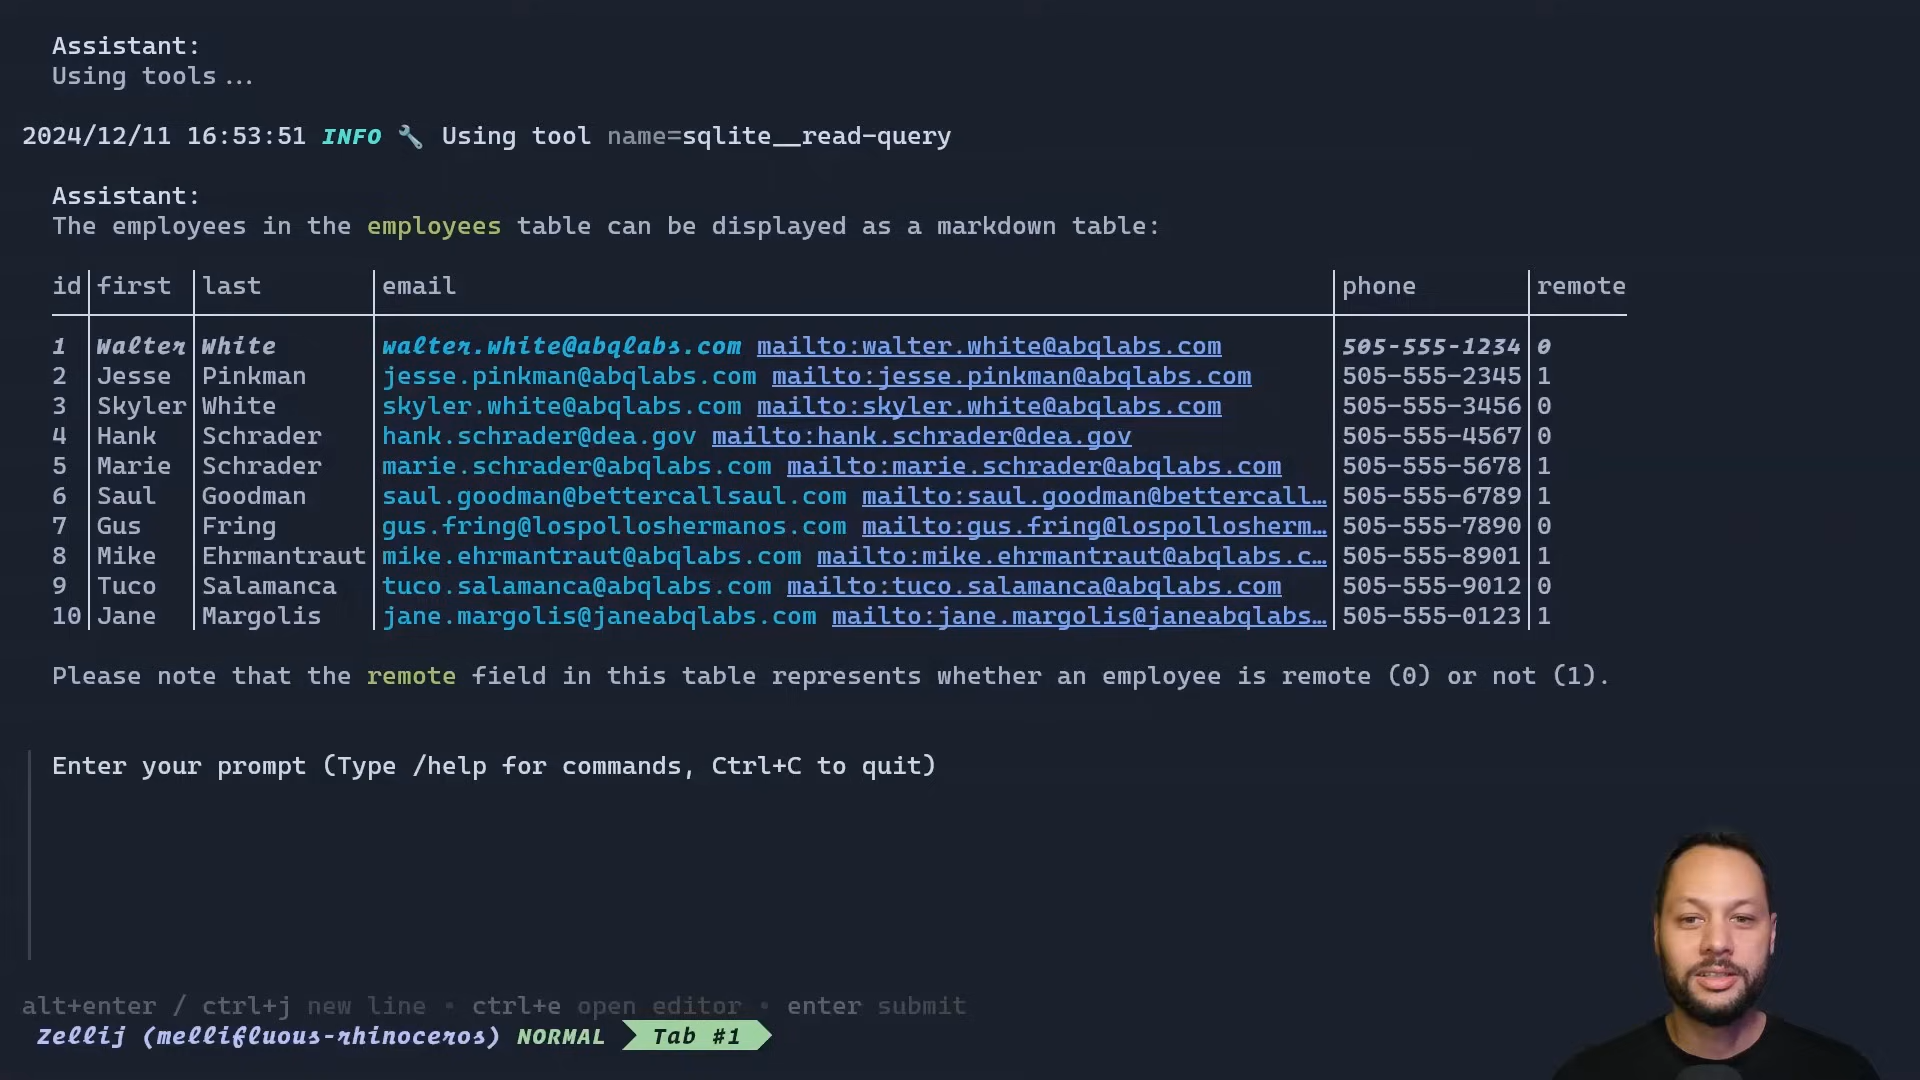 Assistant:
Using tools...
2024/12/11 16:53:51 INFO 🔧 Using tool name=sqlite__read-query
Assistant:
The employees in the employees table can be displayed as a markdown table:
id first last email phone remote
1 Walter White walter.white@abqlabs.com mailto:walter.white@abqlabs.com 505-555-1234 0
2 Jesse Pinkman jesse.pinkman@abqlabs.com mailto:jesse.pinkman@abqlabs.com 505-555-2345 1
3 Skyler White skyler.white@abqlabs.com mailto:skyler.white@abqlabs.com 505-555-3456 0
4 Hank Schrader hank.schrader@dea.gov mailto:hank.schrader@dea.gov 505-555-4567 0
5 Marie Schrader marie.schrader@abqlabs.com mailto:marie.schrader@abqlabs.com 505-555-5678 1
6 Saul Goodman saul.goodman@bettercallsaul.com mailto:saul.goodman@bettercall… 505-555-6789 1
7 Gus Fring gus.fring@lospolloshermanos.com mailto:gus.fring@lospollosherm… 505-555-7890 0
8 Mike Ehrmantraut mike.ehrmantraut@abqlabs.com mailto:mike.ehrmantraut@abqlabs.c… 505-555-8901 1
9 Tuco Salamanca tuco.salamanca@abqlabs.com mailto:tuco.salamanca@abqlabs.com 505-555-9012 0
10 Jane Margolis jane.margolis@janeabqlabs.com mailto:jane.margolis@janeabqlabs… 505-555-0123 1
Please note that the remote field in this table represents whether an employee is remote (0) or not (1).
Enter your prompt (Type /help for commands, Ctrl+C to quit)
alt+enter / ctrl+j new line • ctrl+e open editor • enter submit
Zellij (mellifluous-rhinoceros) NORMAL Tab #1